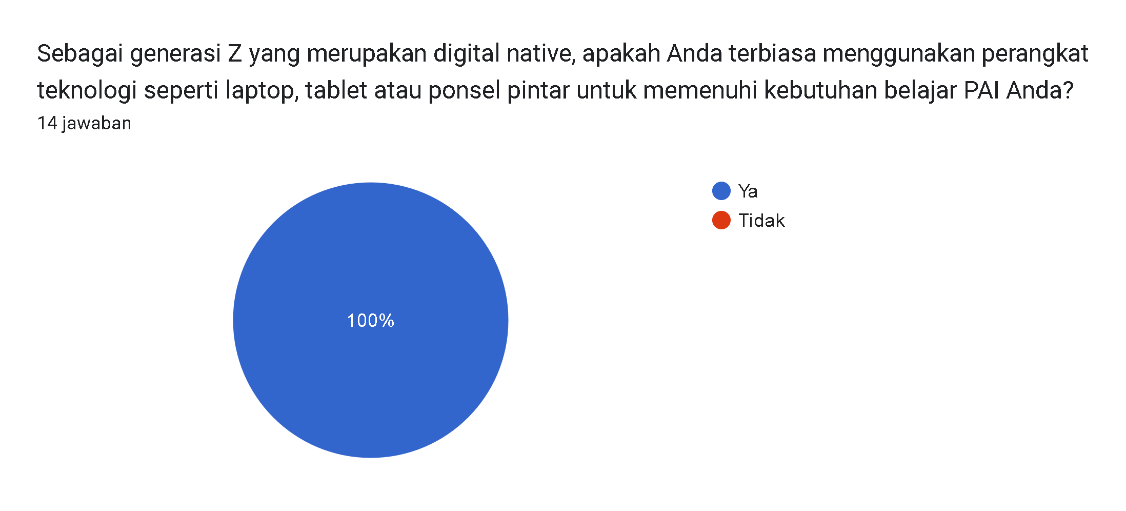 Sebagai generasi Z yang merupakan digital native, apakah Anda terbiasa menggunakan perangkat
teknologi seperti laptop, tablet atau ponsel pintar untuk memenuhi kebutuhan belajar PAI Anda?
14 jawaban
Ya
Tidak
100%